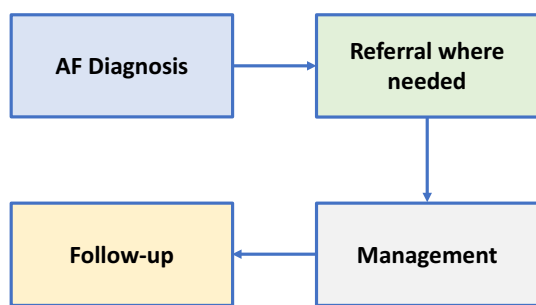 AF Diagnosis
Referral where
needed
Management
Follow-up